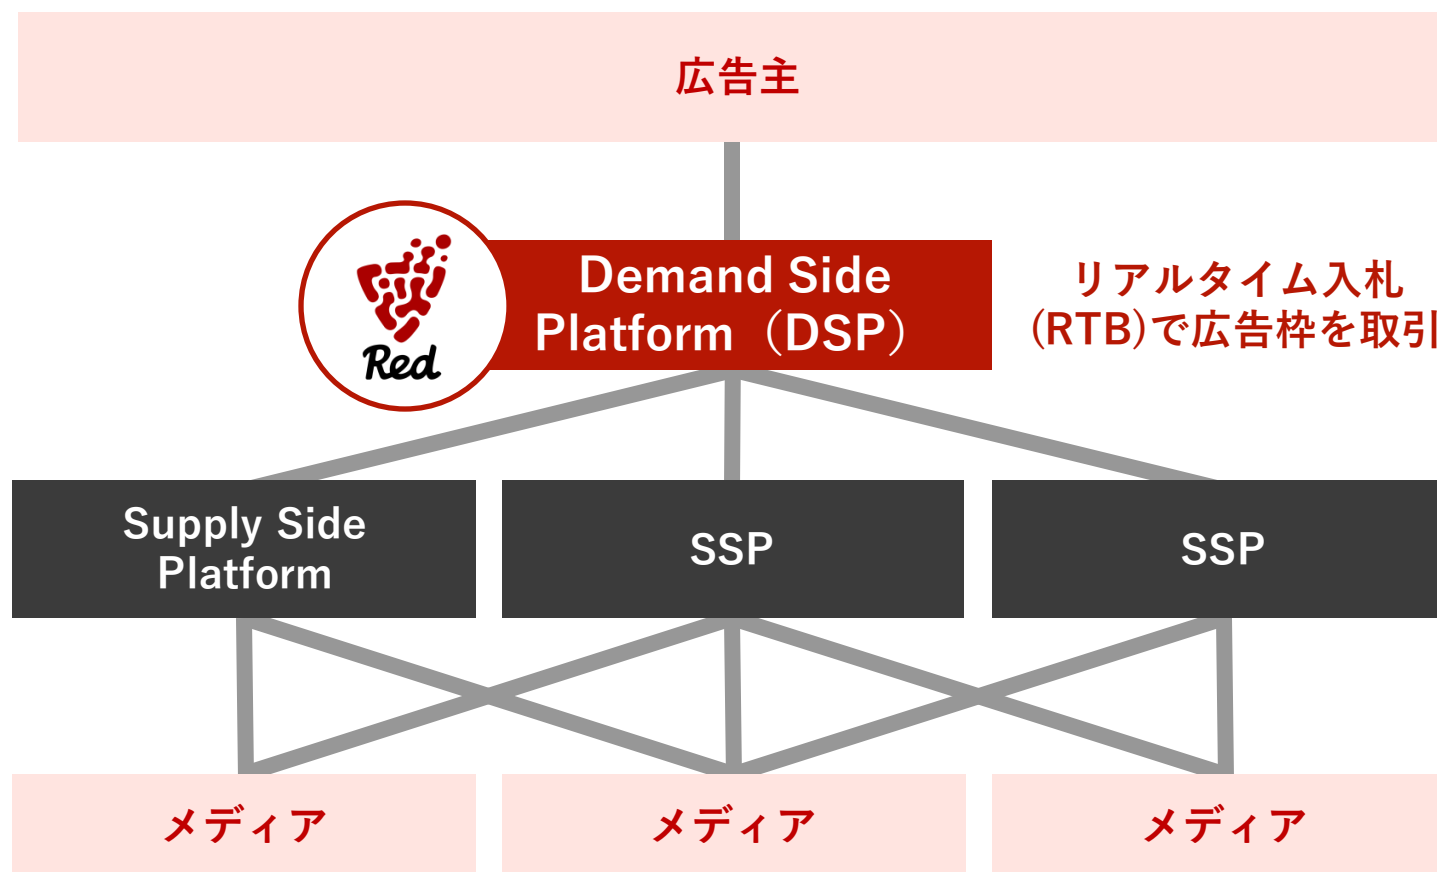 広告主
Red
Demand Side
Platform（DSP）
リアルタイム入札
(RTB)で広告枠を取引
Supply Side
Platform
SSP
SSP
メディア
メディア
メディア